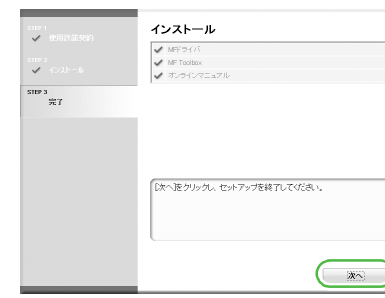 STEP 1
使用許諾契約
STEP 2
インストール
STEP 3
完了
インストール
MFドライバ
MF Toolbox
オンラインマニュアル
[次へ]をクリックし、セットアップを終了してください。
次へ